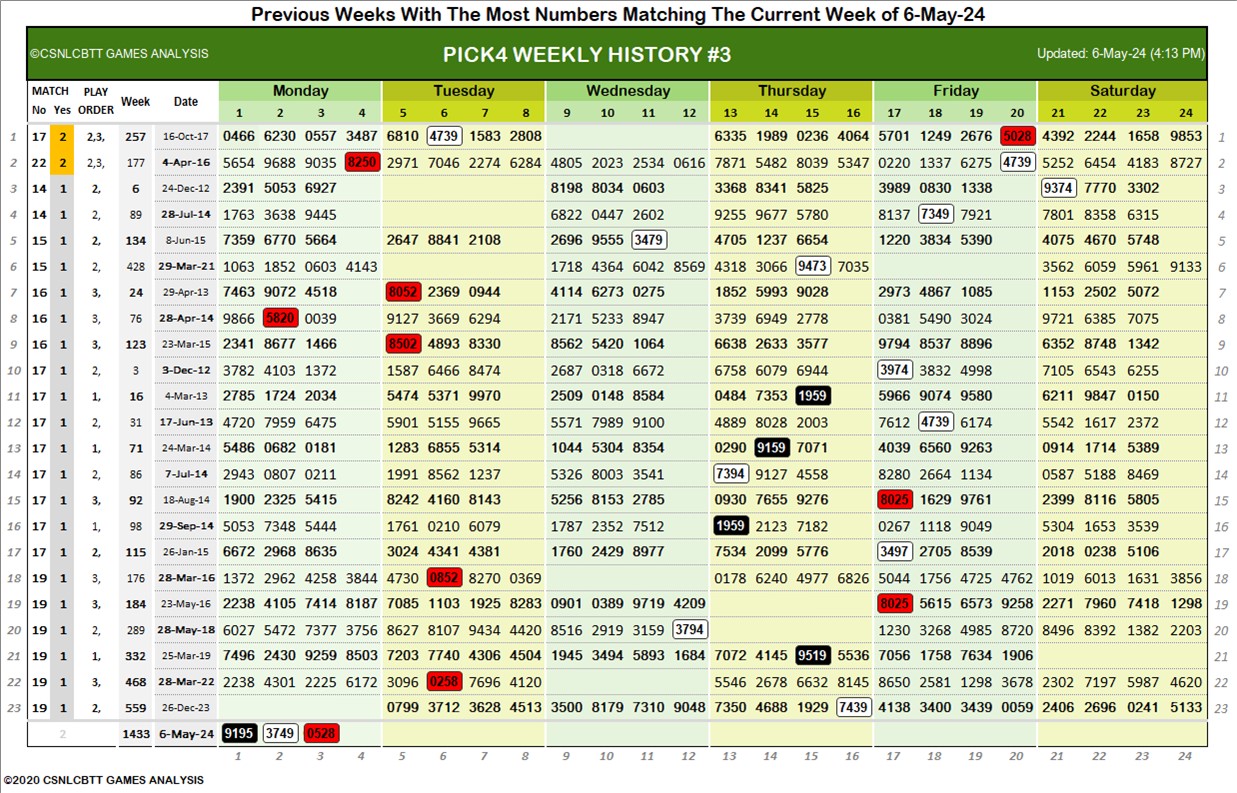 Previous Weeks With The Most Numbers Matching The Current Week of 6-May-24
©CSNLCBTT GAMES ANALYSIS PICK4 WEEKLY HISTORY #3 Updated: 6-May-24 (4:13 PM)
MATCH PLAY Week Date Monday Tuesday Wednesday Thursday Friday Saturday
No Yes ORDER 1 2 3 4 5 6 7 8 9 10 11 12 13 14 15 16 17 18 19 20 21 22 23 24
1 17 2 2,3, 257 16-Oct-17 0466 6230 0557 3487 6810 4739 1583 2808 6335 1989 0236 4064 5701 1249 2676 5028 4392 2244 1658 9853 1
2 22 2 2,3, 177 4-Apr-16 5654 9688 9035 8250 2971 7046 2274 6284 4805 2023 2534 0616 7871 5482 8039 5347 0220 1337 6275 4739 5252 6454 4183 8727 2
3 14 1 2, 6 24-Dec-12 2391 5053 6927 8198 8034 0603 3368 8341 5825 3989 0830 1338 9374 7770 3302 3
4 14 1 2, 89 28-Jul-14 1763 3638 9445 6822 0447 2602 9255 9677 5780 8137 7349 7921 7801 8358 6315 4
5 15 1 2, 134 8-Jun-15 7359 6770 5664 2647 8841 2108 2696 9555 3479 4705 1237 6654 1220 3834 5390 4075 4670 5748 5
6 15 1 2, 428 29-Mar-21 1063 1852 0603 4143 1718 4364 6042 8569 4318 3066 9473 7035 3562 6059 5961 9133 6
7 16 1 3, 24 29-Apr-13 7463 9072 4518 8052 2369 0944 4114 6273 0275 1852 5993 9028 2973 4867 1085 1153 2502 5072 7
8 16 1 3, 76 28-Apr-14 9866 5820 0039 9127 3669 6294 2171 5233 8947 3739 6949 2778 0381 5490 3024 9721 6385 7075 8
9 16 1 3, 123 23-Mar-15 2341 8677 1466 8502 4893 8330 8562 5420 1064 6638 2633 3577 9794 8537 8896 6352 8748 1342 9
10 17 1 2, 3 3-Dec-12 3782 4103 1372 1587 6466 8474 2687 0318 6672 6758 6079 6944 3974 3832 4998 7105 6543 6255 10
11 17 1 1, 16 4-Mar-13 2785 1724 2034 5474 5371 9970 2509 0148 8584 0484 7353 1959 5966 9074 9580 6211 9847 0150 11
12 17 1 2, 31 17-Jun-13 4720 7959 6475 5901 5155 9665 5571 7989 9100 4889 8028 2003 7612 4739 6174 5542 1617 2372 12
13 17 1 1, 71 24-Mar-14 5486 0682 0181 1283 6855 5314 1044 5304 8354 0290 9159 7071 4039 6560 9263 0914 1714 5389 13
14 17 1 2, 86 7-Jul-14 2943 0807 0211 1991 8562 1237 5326 8003 3541 7394 9127 4558 8280 2664 1134 0587 5188 8469 14
15 17 1 3, 92 18-Aug-14 1900 2325 5415 8242 4160 8143 5256 8153 2785 0930 7655 9276 8025 1629 9761 2399 8116 5805 15
16 17 1 1, 98 29-Sep-14 5053 7348 5444 1761 0210 6079 1787 2352 7512 1959 2123 7182 0267 1118 9049 5304 1653 3539 16
17 17 1 2, 115 26-Jan-15 6672 2968 8635 3024 4341 4381 1760 2429 8977 7534 2099 5776 3497 2705 8539 2018 0238 5106 17
18 19 1 3, 176 28-Mar-16 1372 2962 4258 3844 4730 0852 8270 0369 0178 6240 4977 6826 5044 1756 4725 4762 1019 6013 1631 3856 18
19 19 1 3, 184 23-May-16 2238 4105 7414 8187 7085 1103 1925 8283 0901 0389 9719 4209 8025 5615 6573 9258 2271 7960 7418 1298 19
20 19 1 2, 289 28-May-18 6027 5472 7377 3756 8627 8107 9434 4420 8516 2919 3159 3794 1230 3268 4985 8720 8496 8392 1382 2203 20
21 19 1 1, 332 25-Mar-19 7496 2430 9259 8503 7203 7740 4306 4504 1945 3494 5893 1684 7072 4145 9519 5536 7056 1758 7634 1906 21
22 19 1 3, 468 28-Mar-22 2238 4301 2225 6172 3096 0258 7696 4120 5546 2678 6632 8145 8650 2581 1298 3678 2302 7197 5987 4620 22
23 19 1 2, 559 26-Dec-23 0799 3712 3628 4513 3500 8179 7310 9048 7350 4688 1929 7439 4138 3400 3439 0059 2406 2696 0241 5133 23
2 1433 6-May-24 9195 3749 0528
1 2 3 4 5 6 7 8 9 10 11 12 13 14 15 16 17 18 19 20 21 22 23 24
©2020 CSNLCBTT GAMES ANALYSIS